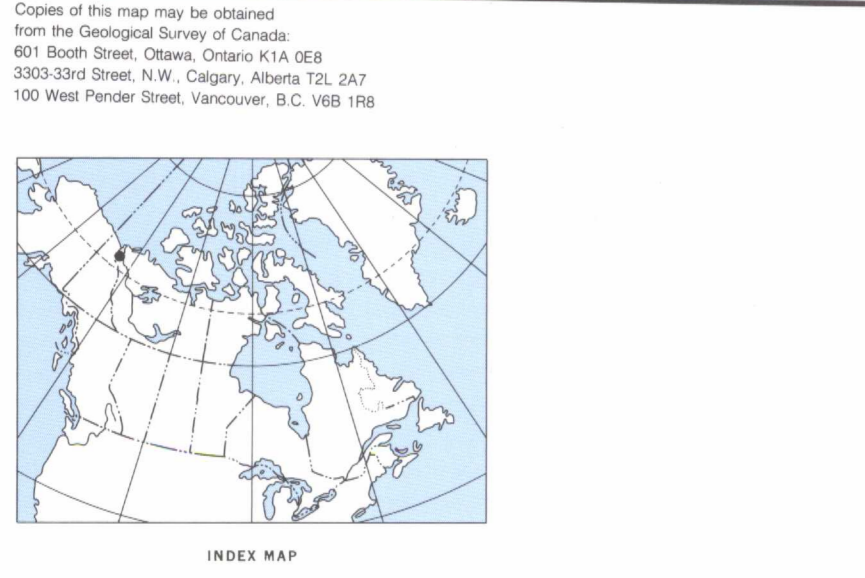 Copies of this map may be obtained
from the Geological Survey of Canada:
601 Booth Street, Ottawa, Ontario K1A 0E8
3303-33rd Street, N.W., Calgary, Alberta T2L 2A7
100 West Pender Street, Vancouver, B.C. V6B 1R8
INDEX MAP